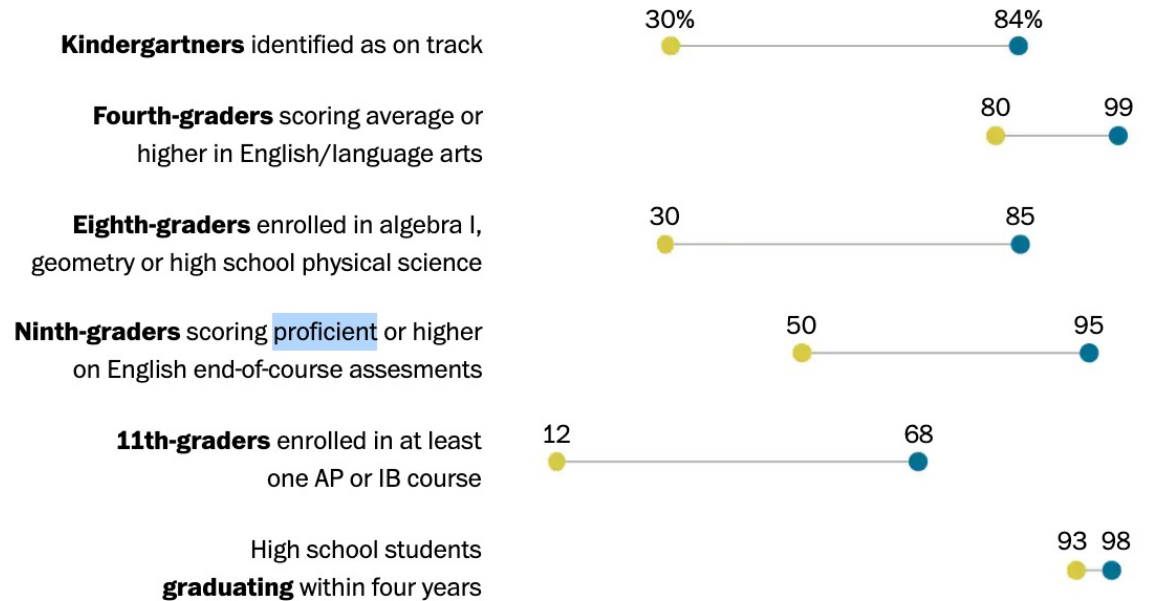 30% 84%
Kindergartners identified as on track
80 99
Fourth-graders scoring average or
higher in English/language arts
30 85
Eighth-graders enrolled in algebra I,
geometry or high school physical science
50 95
Ninth-graders scoring proficient or higher
on English end-of-course assesments
12 68
11th-graders enrolled in at least
one AP or IB course
93 98
High school students
graduating within four years